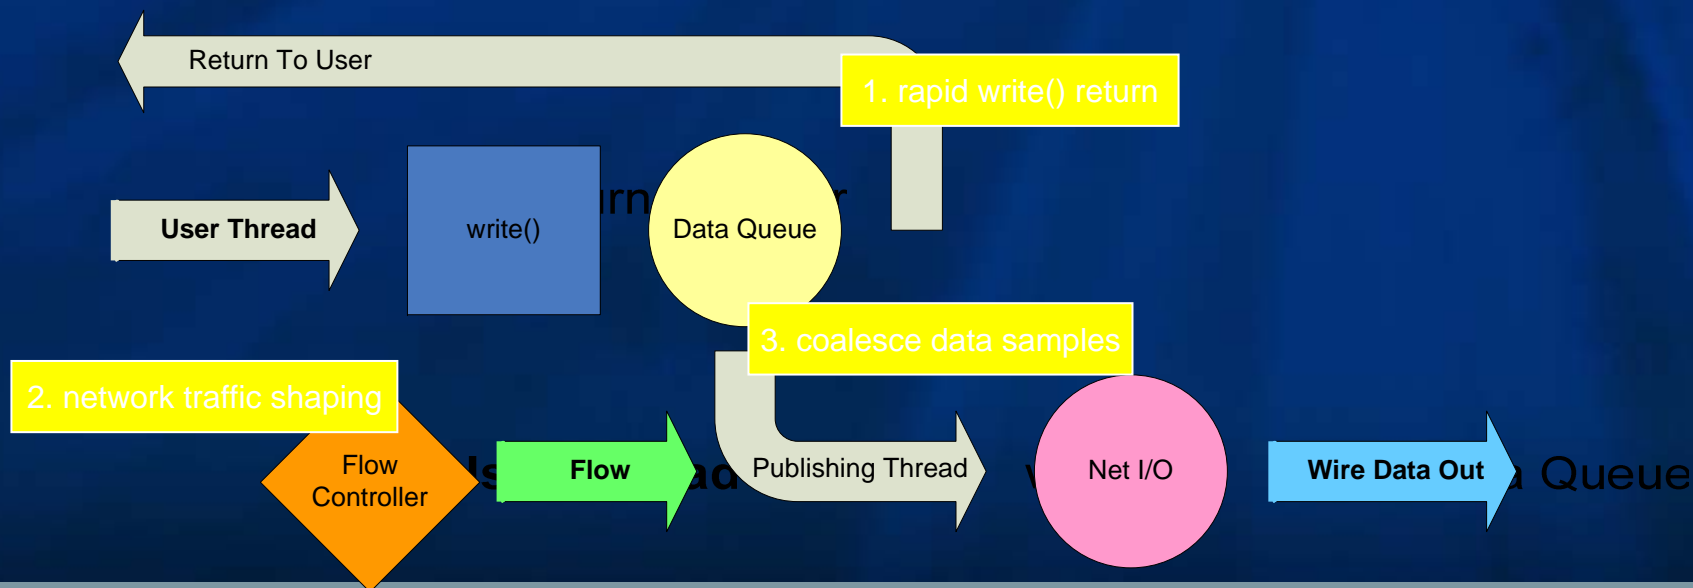 Return To User
1. rapid write() return
User Thread
write()
Data Queue
3. coalesce data samples
2. network traffic shaping
Flow
Controller
Flow
Publishing Thread
Net I/O
Wire Data Out
Queue